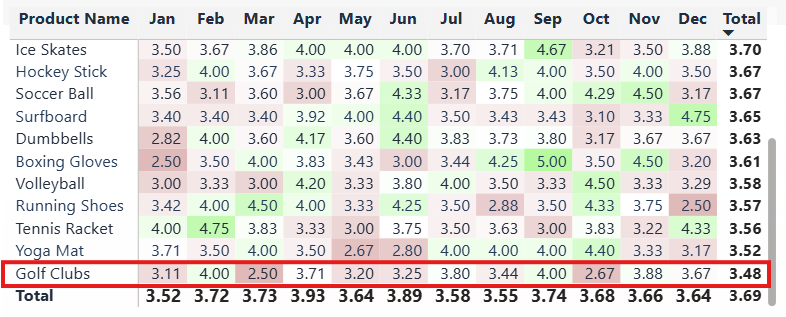 Product Name Jan Feb Mar Apr May Jun Jul Aug Sep Oct Nov Dec Total
Ice Skates 3.50 3.67 3.86 4.00 4.00 4.00 3.70 3.71 4.67 3.21 3.50 3.88 3.70
Hockey Stick 3.25 4.00 3.67 3.33 3.75 3.50 3.00 4.13 4.00 3.50 4.00 3.50 3.67
Soccer Ball 3.56 3.11 3.60 3.00 3.67 4.33 3.17 3.75 4.00 4.29 4.50 3.17 3.67
Surfboard 3.40 3.40 3.40 3.92 4.00 4.40 3.50 3.43 3.43 3.10 3.33 4.75 3.65
Dumbbells 2.82 4.00 3.60 4.17 3.60 4.40 3.83 3.73 3.80 3.17 3.67 3.67 3.63
Boxing Gloves 2.50 3.50 4.00 3.83 3.43 3.00 3.44 4.25 5.00 3.50 4.50 3.20 3.61
Volleyball 3.00 3.33 3.00 4.20 3.33 3.80 4.00 3.50 3.33 4.50 3.33 3.29 3.58
Running Shoes 3.42 4.00 4.50 4.00 3.33 4.25 3.50 2.88 3.50 4.33 3.75 2.50 3.57
Tennis Racket 4.00 4.75 3.83 3.33 3.00 3.75 3.50 3.63 3.00 3.83 3.22 4.33 3.56
Yoga Mat 3.71 3.50 4.00 3.50 2.67 2.80 4.00 4.00 4.00 4.40 3.33 3.17 3.52
Golf Clubs 3.11 4.00 2.50 3.71 3.20 3.25 3.80 3.44 4.00 2.67 3.88 3.67 3.48
Total 3.52 3.72 3.73 3.93 3.64 3.89 3.58 3.55 3.74 3.68 3.66 3.64 3.69